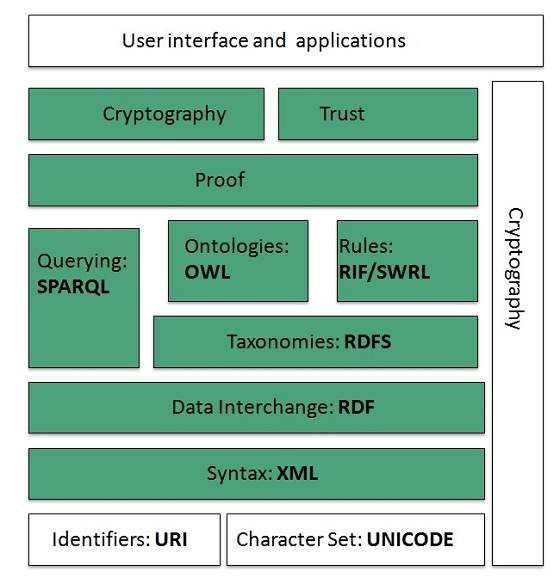 User interface and applications
Cryptography
Trust
Proof
Querying:
SPARQL
Ontologies:
OWL
Rules:
RIF/SWRL
Taxonomies: RDFS
Data Interchange: RDF
Syntax: XML
Identifiers: URI
Character Set: UNICODE
Cryptography